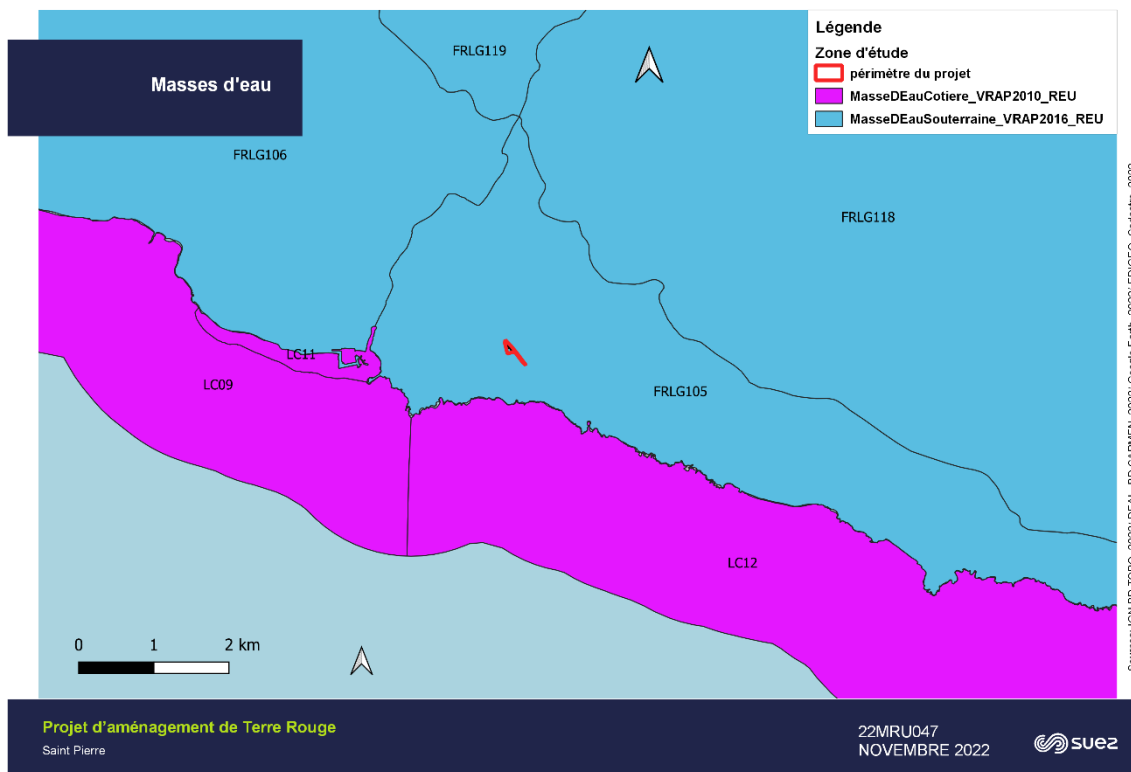 Masses d'eau
Légende
Zone d'étude
périmètre du projet
MasseDEauCotiere_VRAP2010_REU
MasseDEauSouterraine_VRAP2016_REU
FRLG119
FRLG106
FRLG118
LC11
LC09
FRLG105
LC12
0 1 2 km
Projet d'aménagement de Terre Rouge
Saint Pierre
22MRU047
NOVEMBRE 2022
suez